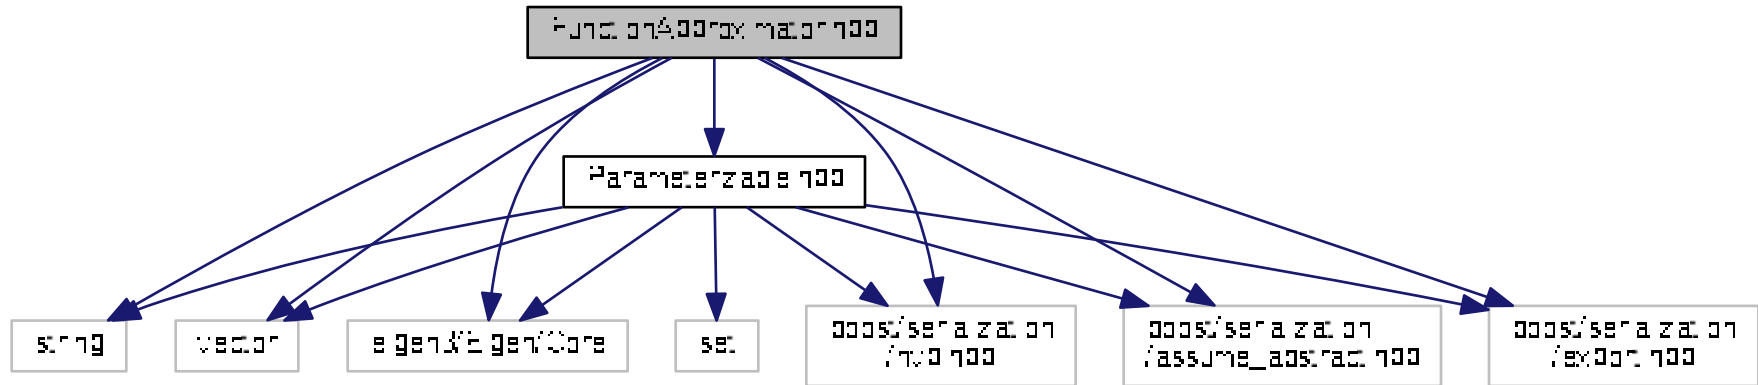 FunctionApproximator.hpp
Parameterizable.hpp
string
vector
eigen3/Eigen/Core
set
boost/serialization
/nvp.hpp
boost/serialization
/assume_abstract.hpp
boost/serialization
/export.hpp